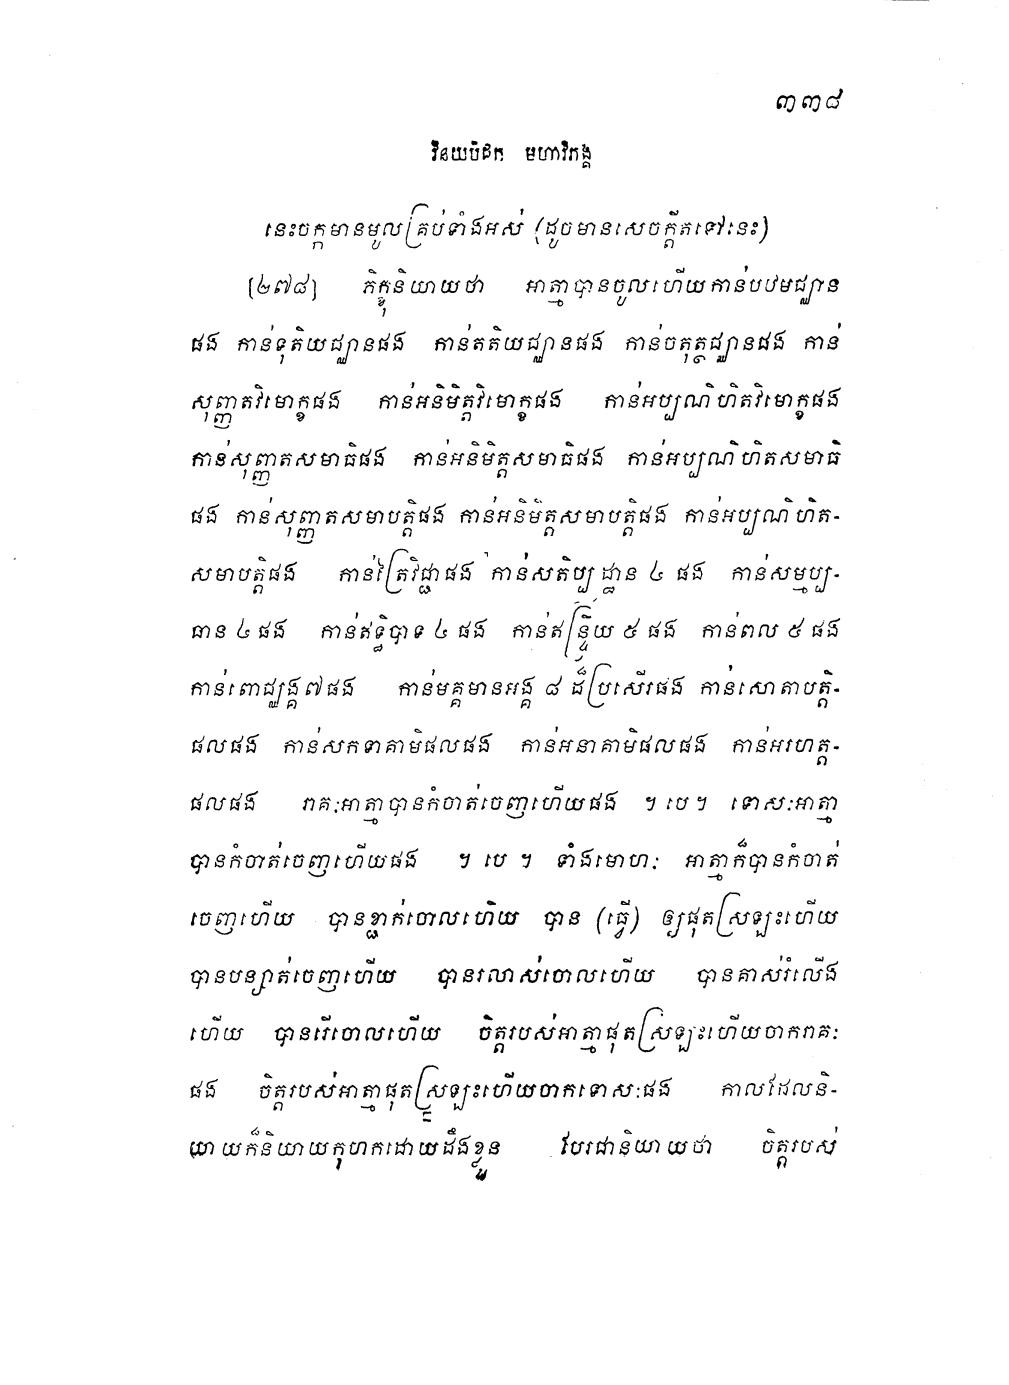 ៣៣៨
វិនយបិដក មហាវិភង្គ
នេះចក្កមានមូលគ្រប់ទាំងអស់ (ដូចមានសេចក្តីតទៅនេះ)
[២៧៨] ភិក្ខុនិយាយថា អាត្មាបានចូលហើយកាន់បឋមជ្ឈាន
ផង កាន់ទុតិយជ្ឈានផង កាន់តតិយជ្ឈានផង កាន់ចតុត្ថជ្ឈានផង កាន់
សុញ្ញតវិមោក្ខផង កាន់អនិមិត្តវិមោក្ខផង កាន់អប្បណិហិតវិមោក្ខផង
កាន់សុញ្ញតសមាធិផង កាន់អនិមិត្តសមាធិផង កាន់អប្បណិហិតសមាធិ
ផង កាន់សុញ្ញតសមាបត្តិផង កាន់អនិមិត្តសមាបត្តិផង កាន់អប្បណិហិត-
សមាបត្តិផង កាន់ត្រៃវិជ្ជាផង កាន់សតិប្បដ្ឋាន ៤ ផង កាន់សម្មប្ប-
ធាន ៤ ផង កាន់ឥទ្ធិបាទ ៤ ផង កាន់ឥន្ទ្រិយ ៥ ផង កាន់ពល ៥ ផង
កាន់ពោជ្ឈង្គ ៧ ផង កាន់មគ្គមានអង្គ ៨ ដ៏ប្រសើរផង កាន់សោតាបត្តិ-
ផលផង កាន់សកទាគាមិផលផង កាន់អនាគាមិផលផង កាន់អរហត្ត-
ផលផង រាគៈអាត្មាបានកំចាត់ចេញហើយផង ។ បេ ។ ទោសៈអាត្មា
បានកំចាត់ចេញហើយផង ។ បេ ។ ទាំងមោហៈ អាត្មាក៏បានកំចាត់
ចេញហើយ បានខ្ជាក់ចោលហើយ បាន (ធ្វើ) ឲ្យផុតស្រឡះហើយ
បានបន្សាត់ចេញហើយ បានរលាស់ចោលហើយ បានគាស់រំលើង
ហើយ បានរើចោលហើយ ចិត្តរបស់អាត្មាផុតស្រឡះហើយចាករាគៈ
ផង ចិត្តរបស់អាត្មាផុតស្រឡះហើយចាកទោសៈផង កាលដែលនិ-
យាយក៏និយាយកុហកដោយដឹងខ្លួន បែរជានិយាយថា ចិត្តរបស់